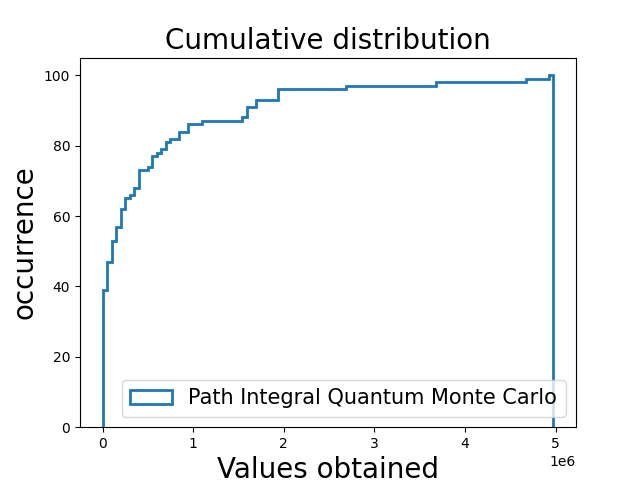 Cumulative distribution
occurrence
100
80
60
40
20
0
Path Integral Quantum Monte Carlo
0 1 2 3 4 5
1e6
Values obtained